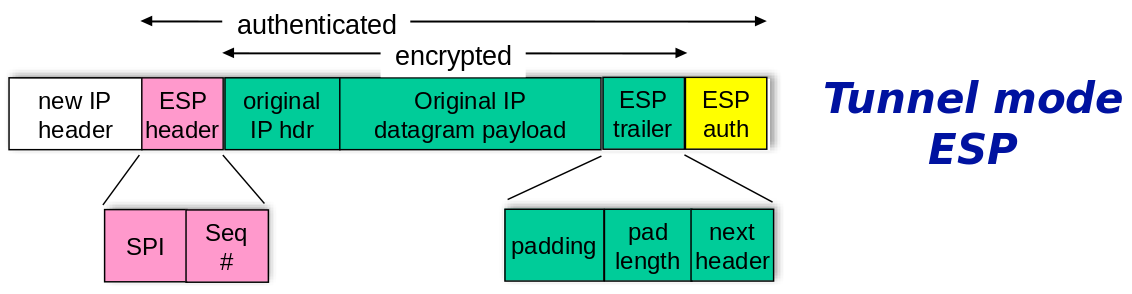 authenticated
encrypted
new IP
header
ESP
header
original
IP hdr
Original IP
datagram payload
ESP
trailer
ESP
auth
Tunnel mode
ESP
SPI
Seq
#
padding
pad
length
next
header